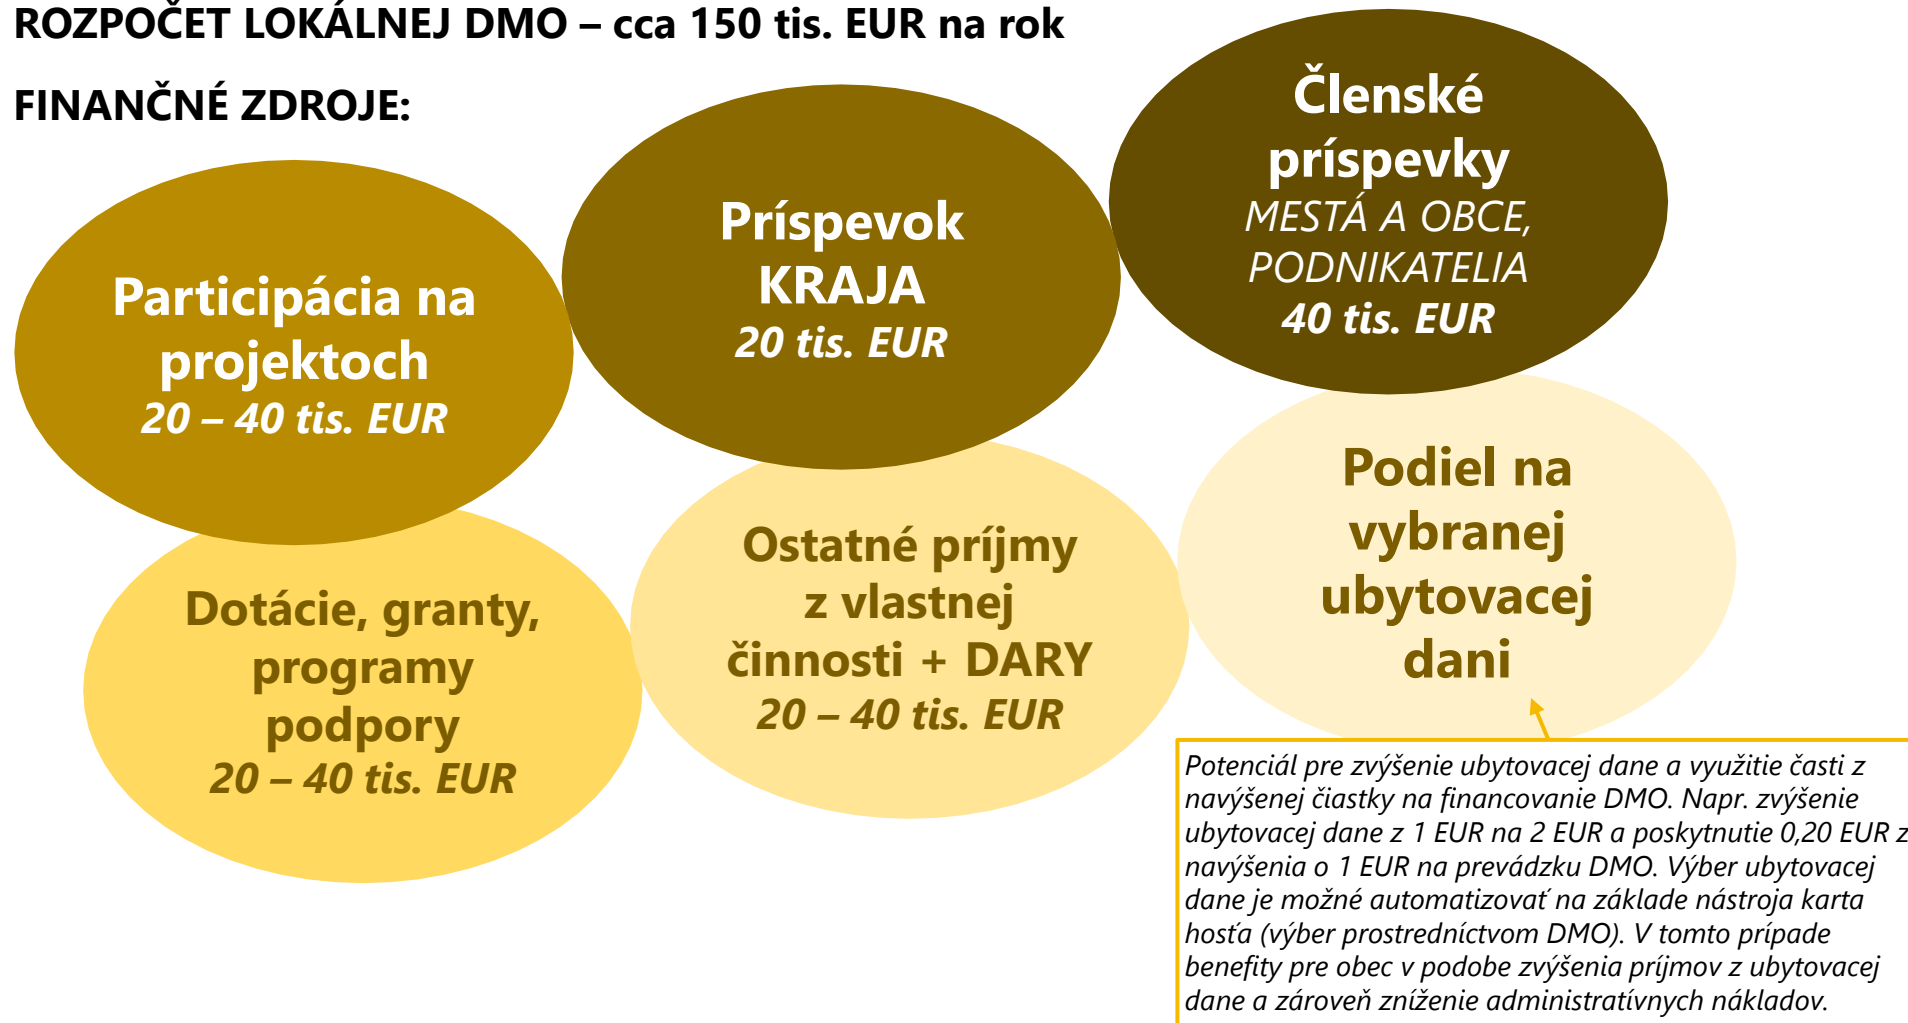 ROZPOČET LOKÁLNEJ DMO – cca 150 tis. EUR na rok
FINANČNÉ ZDROJE:
Participácia na
projektoch
20 – 40 tis. EUR
Príspevok
KRAJA
20 tis. EUR
Členské
príspevky
MESTÁ A OBCE,
PODNIKATELIA
40 tis. EUR
Dotácie, granty,
programy
podpory
20 – 40 tis. EUR
Ostatné príjmy
z vlastnej
činnosti + DARY
20 – 40 tis. EUR
Podiel na
vybranej
ubytovacej
dani
Potenciál pre zvýšenie ubytovacej dane a využitie časti z
navýšenej čiastky na financovanie DMO. Napr. zvýšenie
ubytovacej dane z 1 EUR na 2 EUR a poskytnutie 0,20 EUR z
navýšenia o 1 EUR na prevádzku DMO. Výber ubytovacej
dane je možné automatizovať na základe nástroja karta
hosťa (výber prostredníctvom DMO). V tomto prípade
benefity pre obec v podobe zvýšenia príjmov z ubytovacej
dane a zároveň zníženie administratívnych nákladov.